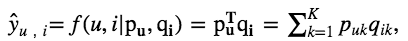 ŷ_{u,i} = f(u, i|p_u, q_i) = p_u^T q_i = ∑_{k=1}^{K} p_{uk} q_{ik},